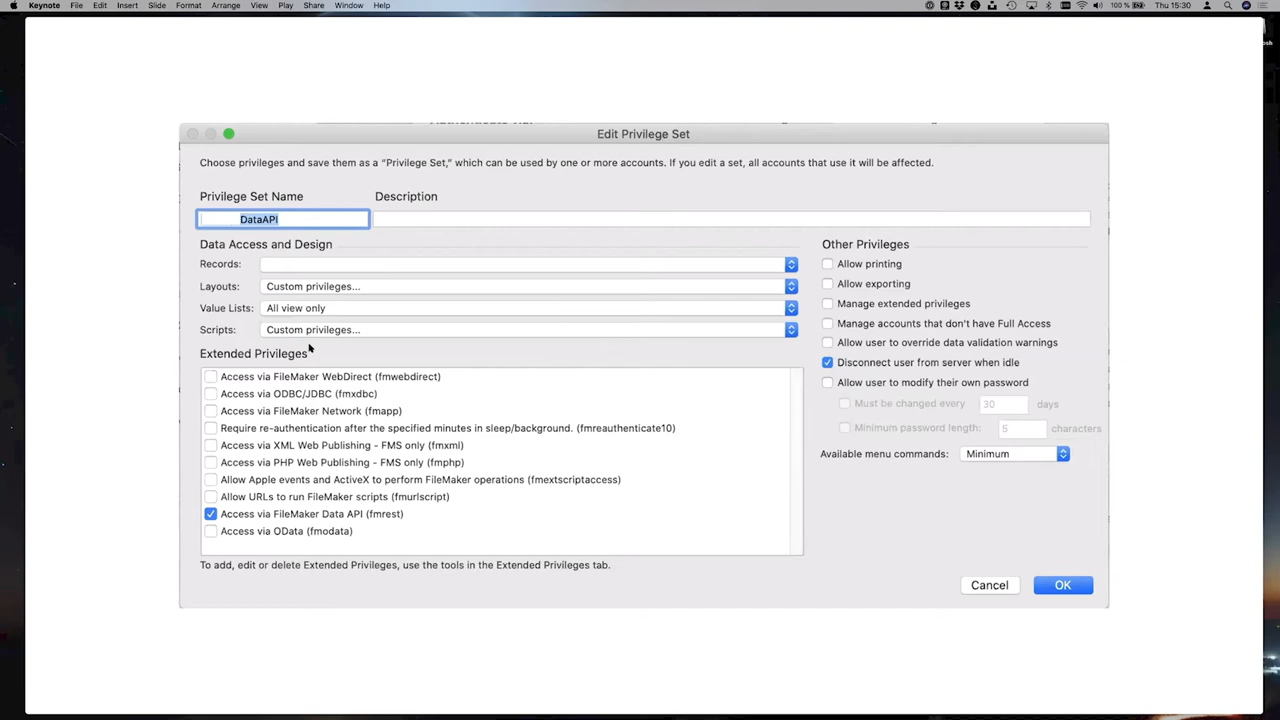 Keynote File Edit Insert Slide Format Arrange View Play Share Window Help 100 % Thu 15:30
Edit Privilege Set
Choose privileges and save them as a “Privilege Set,” which can be used by one or more accounts. If you edit a set, all accounts that use it will be affected.
Privilege Set Name Description
DataAPI
Data Access and Design Other Privileges
Records: Allow printing
Layouts: Custom privileges... Allow exporting
Value Lists: All view only Manage extended privileges
Scripts: Custom privileges... Manage accounts that don't have Full Access
Allow user to override data validation warnings
Extended Privileges Disconnect user from server when idle
Access via FileMaker WebDirect (fmwebdirect) Allow user to modify their own password
Access via ODBC/JDBC (fmxdbc) Must be changed every 30 days
Access via FileMaker Network (fmapp)
Require re-authentication after the specified minutes in sleep/background. (fmreauthenticate10) Minimum password length: 5 characters
Access via XML Web Publishing - FMS only (fmxml) Available menu commands: Minimum
Access via PHP Web Publishing - FMS only (fmphp)
Allow Apple events and ActiveX to perform FileMaker operations (fmextscriptaccess)
Allow URLs to run FileMaker scripts (fmurlscript)
Access via FileMaker Data API (fmrest)
Access via OData (fmodata)
To add, edit or delete Extended Privileges, use the tools in the Extended Privileges tab.
Cancel OK